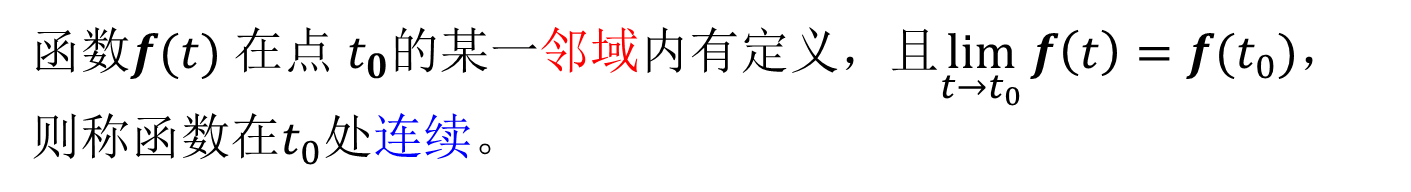 函数f(t) 在点 t₀的某一邻域内有定义，且lim_{t→t₀} f(t) = f(t₀)，
则称函数在t₀处连续。